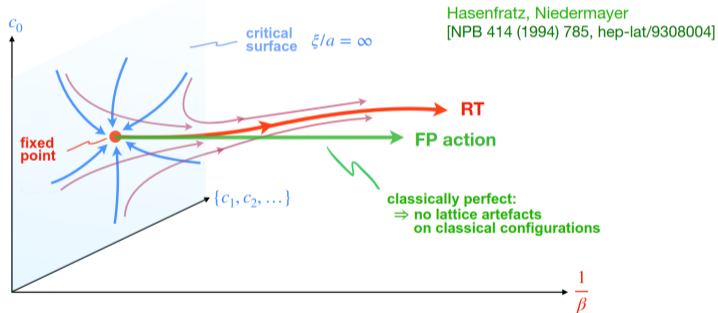 c₀
critical
surface ξ/a = ∞
Hasenfratz, Niedermayer
[NPB 414 (1994) 785, hep-lat/9308004]
RT
FP action
fixed
point
{c₁, c₂, …}
classically perfect:
⇒ no lattice artefacts
on classical configurations
1
β